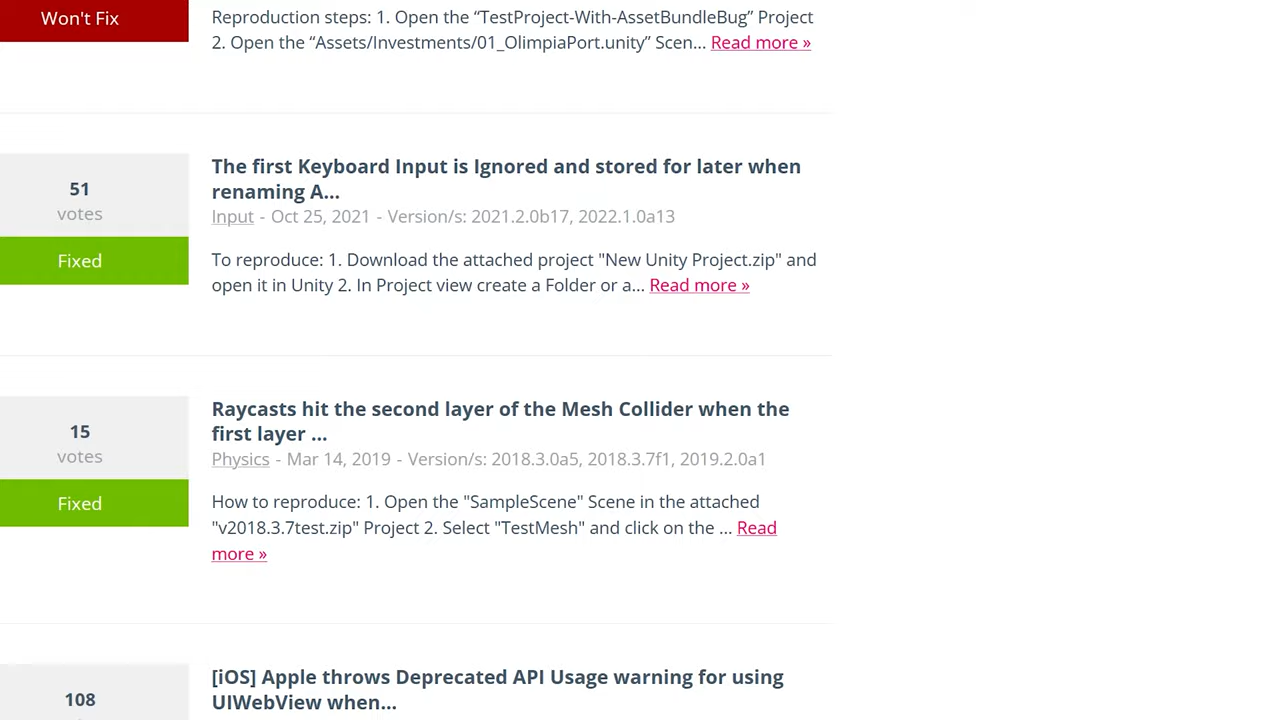 Won't Fix
Reproduction steps: 1. Open the “TestProject-With-AssetBundleBug” Project
2. Open the “Assets/Investments/01_OlimpiaPort.unity” Scen... Read more »
51
votes
Fixed
The first Keyboard Input is Ignored and stored for later when
renaming A...
Input - Oct 25, 2021 - Version/s: 2021.2.0b17, 2022.1.0a13
To reproduce: 1. Download the attached project "New Unity Project.zip" and
open it in Unity 2. In Project view create a Folder or a... Read more »
15
votes
Fixed
Raycasts hit the second layer of the Mesh Collider when the
first layer ...
Physics - Mar 14, 2019 - Version/s: 2018.3.0a5, 2018.3.7f1, 2019.2.0a1
How to reproduce: 1. Open the "SampleScene" Scene in the attached
"v2018.3.7test.zip" Project 2. Select "TestMesh" and click on the ... Read
more »
108
[iOS] Apple throws Deprecated API Usage warning for using
UIWebView when...